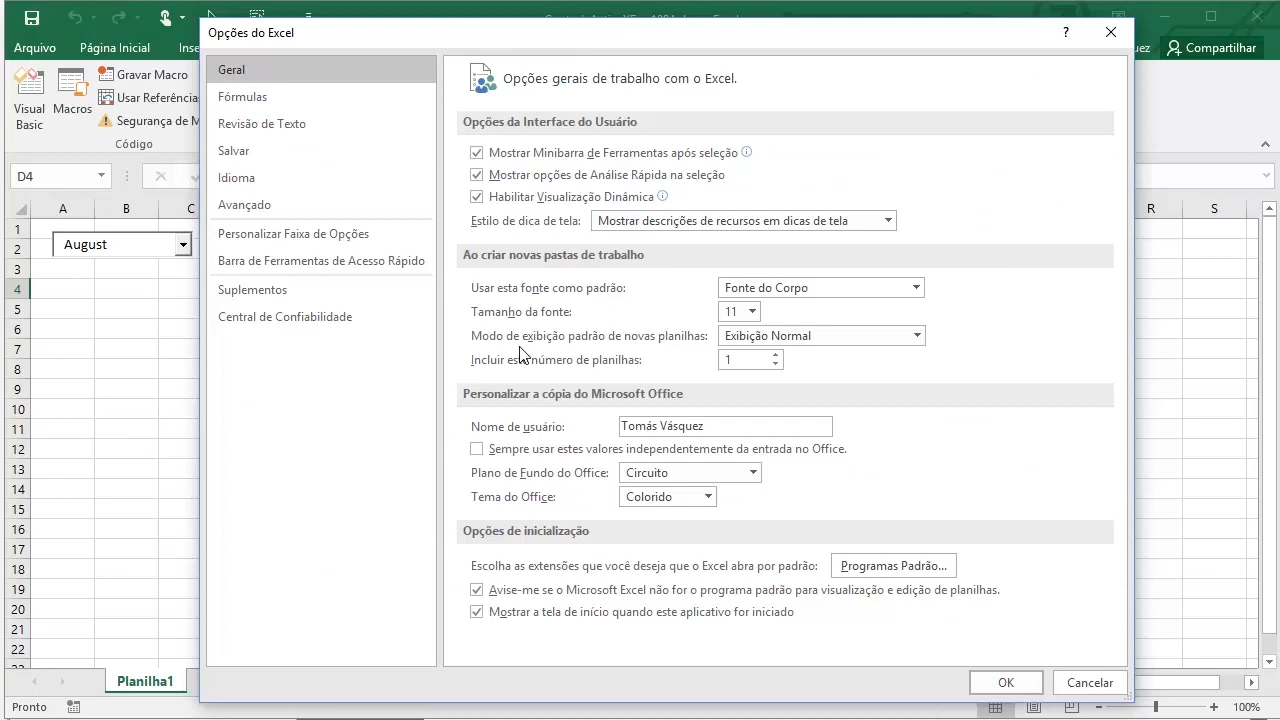 Opções do Excel
?
Arquivo
Página Inicial
Compartilhar
Visual
Basic
Macros
Gravar Macro
Usar Referência
Segurança de M
Código
D4
A
B
C
R
S
1
2
3
4
5
6
7
8
9
10
11
12
13
14
15
16
17
18
19
20
21
22
August
Geral
Fórmulas
Revisão de Texto
Salvar
Idioma
Avançado
Personalizar Faixa de Opções
Barra de Ferramentas de Acesso Rápido
Suplementos
Central de Confiabilidade
Opções gerais de trabalho com o Excel.
Opções da Interface do Usuário
Mostrar Minibarra de Ferramentas após seleção
Mostrar opções de Análise Rápida na seleção
Habilitar Visualização Dinâmica
Estilo de dica de tela: Mostrar descrições de recursos em dicas de tela
Ao criar novas pastas de trabalho
Usar esta fonte como padrão: Fonte do Corpo
Tamanho da fonte: 11
Modo de exibição padrão de novas planilhas: Exibição Normal
Incluir número de planilhas: 1
Personalizar a cópia do Microsoft Office
Nome de usuário: Tomás Vásquez
Sempre usar estes valores independentemente da entrada no Office.
Plano de Fundo do Office: Circuito
Tema do Office: Colorido
Opções de inicialização
Escolha as extensões que você deseja que o Excel abra por padrão: Programas Padrão...
Avise-me se o Microsoft Excel não for o programa padrão para visualização e edição de planilhas.
Mostrar a tela de início quando este aplicativo for iniciado
OK
Cancelar
Planilha1
Pronto
100%